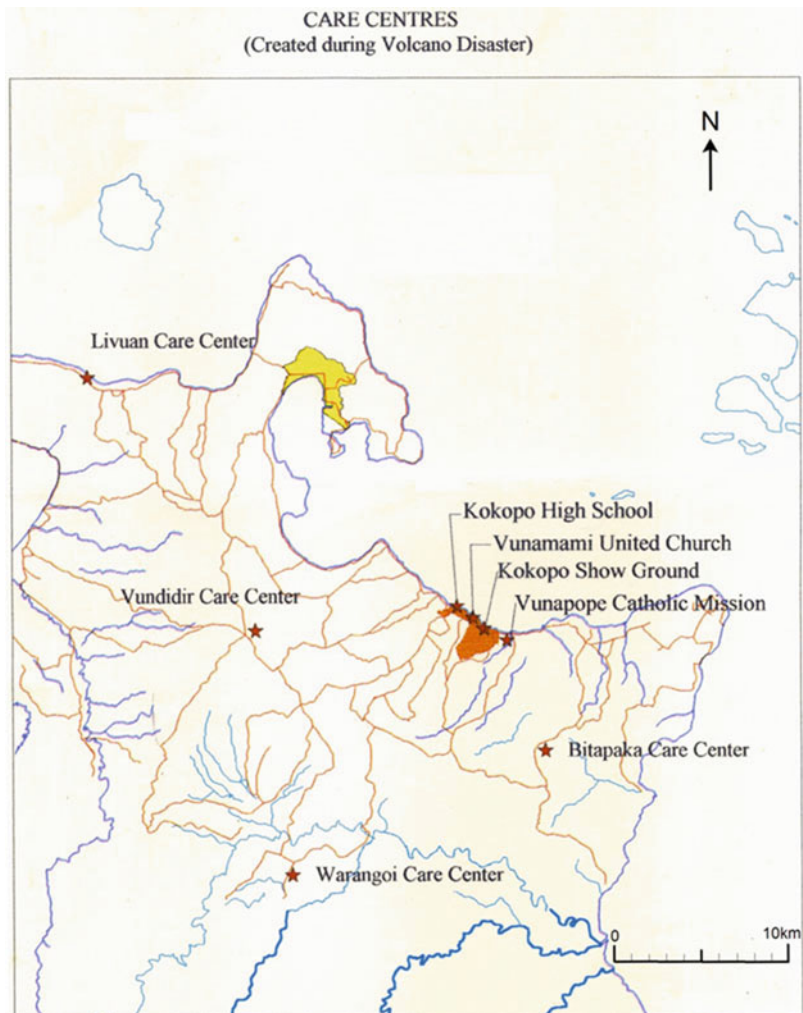 CARE CENTRES
(Created during Volcano Disaster)
N
Livuan Care Center
Kokopo High School
Vunamami United Church
Kokopo Show Ground
Vundidir Care Center
Vunapope Catholic Mission
Bitapaka Care Center
Warangoi Care Center
0 10km